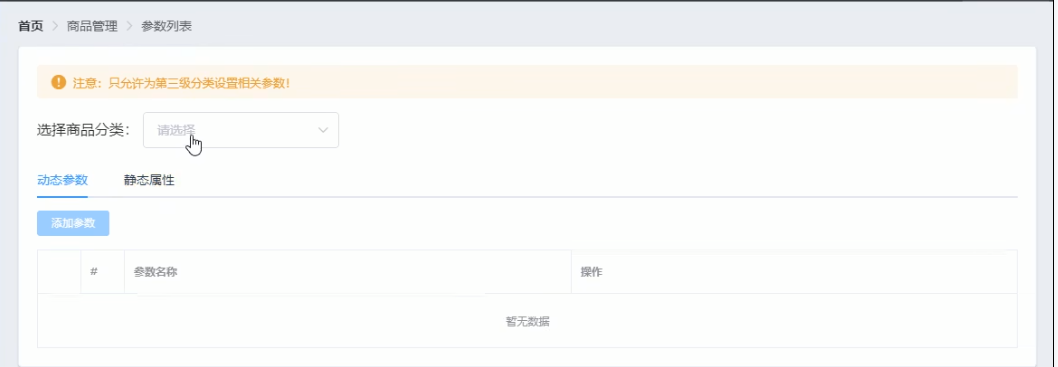 首页 > 商品管理 > 参数列表
注意：只允许为第三级分类设置相关参数！
选择商品分类： 请选择
动态参数 静态属性
添加参数
# 参数名称 操作
暂无数据